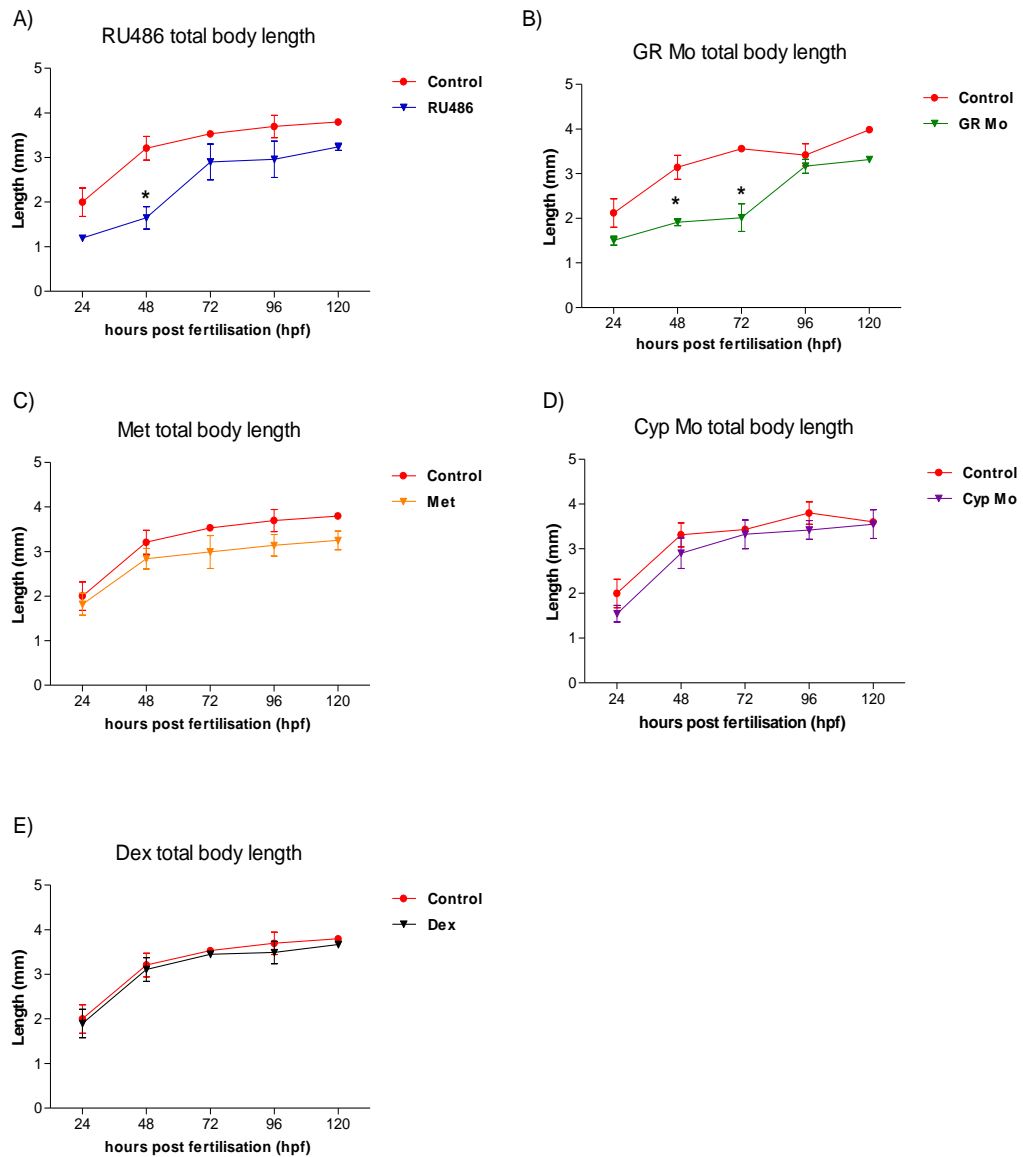 A)
RU486 total body length
Length (mm)
5
4
3
2
1
0
*
24 48 72 96 120
hours post fertilisation (hpf)
Control
RU486
B)
GR Mo total body length
Length (mm)
5
4
3
2
1
0
* *
24 48 72 96 120
hours post fertilisation (hpf)
Control
GR Mo
C)
Met total body length
Length (mm)
5
4
3
2
1
0
24 48 72 96 120
hours post fertilisation (hpf)
Control
Met
D)
Cyp Mo total body length
Length (mm)
5
4
3
2
1
0
24 48 72 96 120
hours post fertilisation (hpf)
Control
Cyp Mo
E)
Dex total body length
Length (mm)
5
4
3
2
1
0
24 48 72 96 120
hours post fertilisation (hpf)
Control
Dex